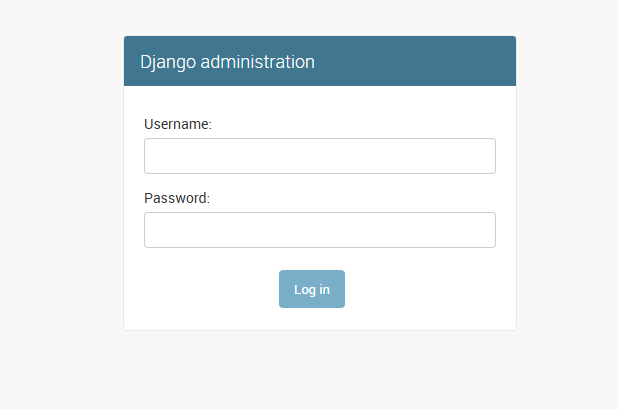 Django administration
Username:
Password:
Log in